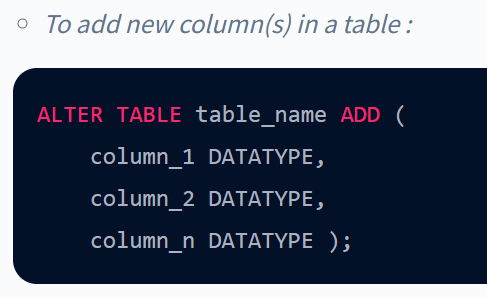 To add new column(s) in a table :
ALTER TABLE table_name ADD (
    column_1 DATATYPE,
    column_2 DATATYPE,
    column_n DATATYPE );